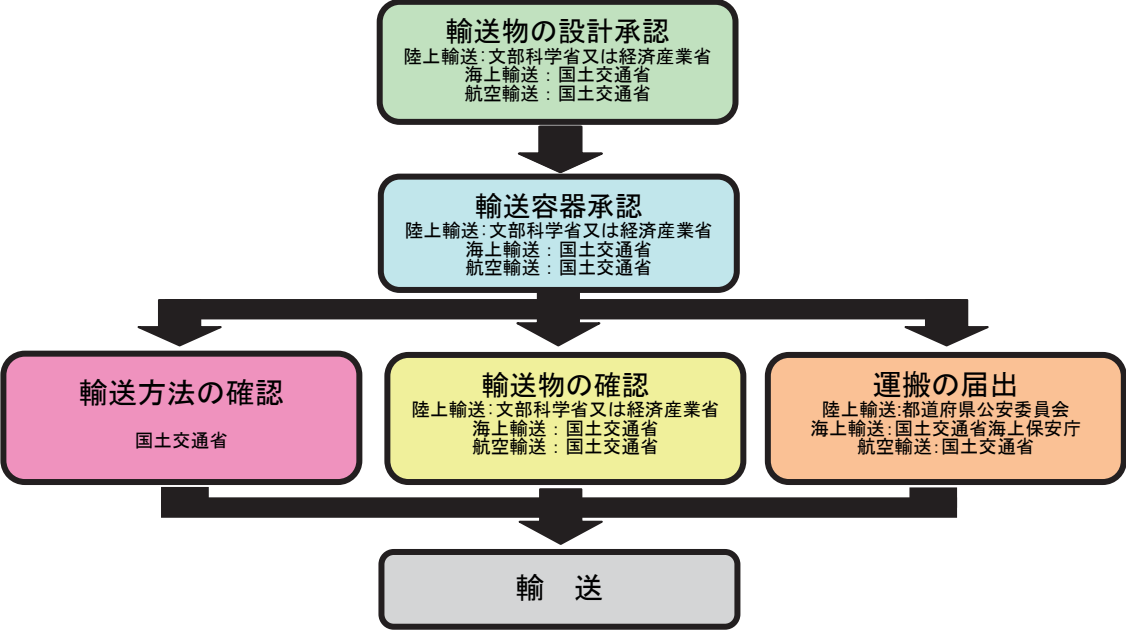 輸送物の設計承認
陸上輸送:文部科学省又は経済産業省
海上輸送：国土交通省
航空輸送：国土交通省
輸送容器承認
陸上輸送:文部科学省又は経済産業省
海上輸送：国土交通省
航空輸送：国土交通省
輸送方法の確認
国土交通省
輸送物の確認
陸上輸送:文部科学省又は経済産業省
海上輸送：国土交通省
航空輸送：国土交通省
運搬の届出
陸上輸送:都道府県公安委員会
海上輸送:国土交通省海上保安庁
航空輸送:国土交通省
輸　送